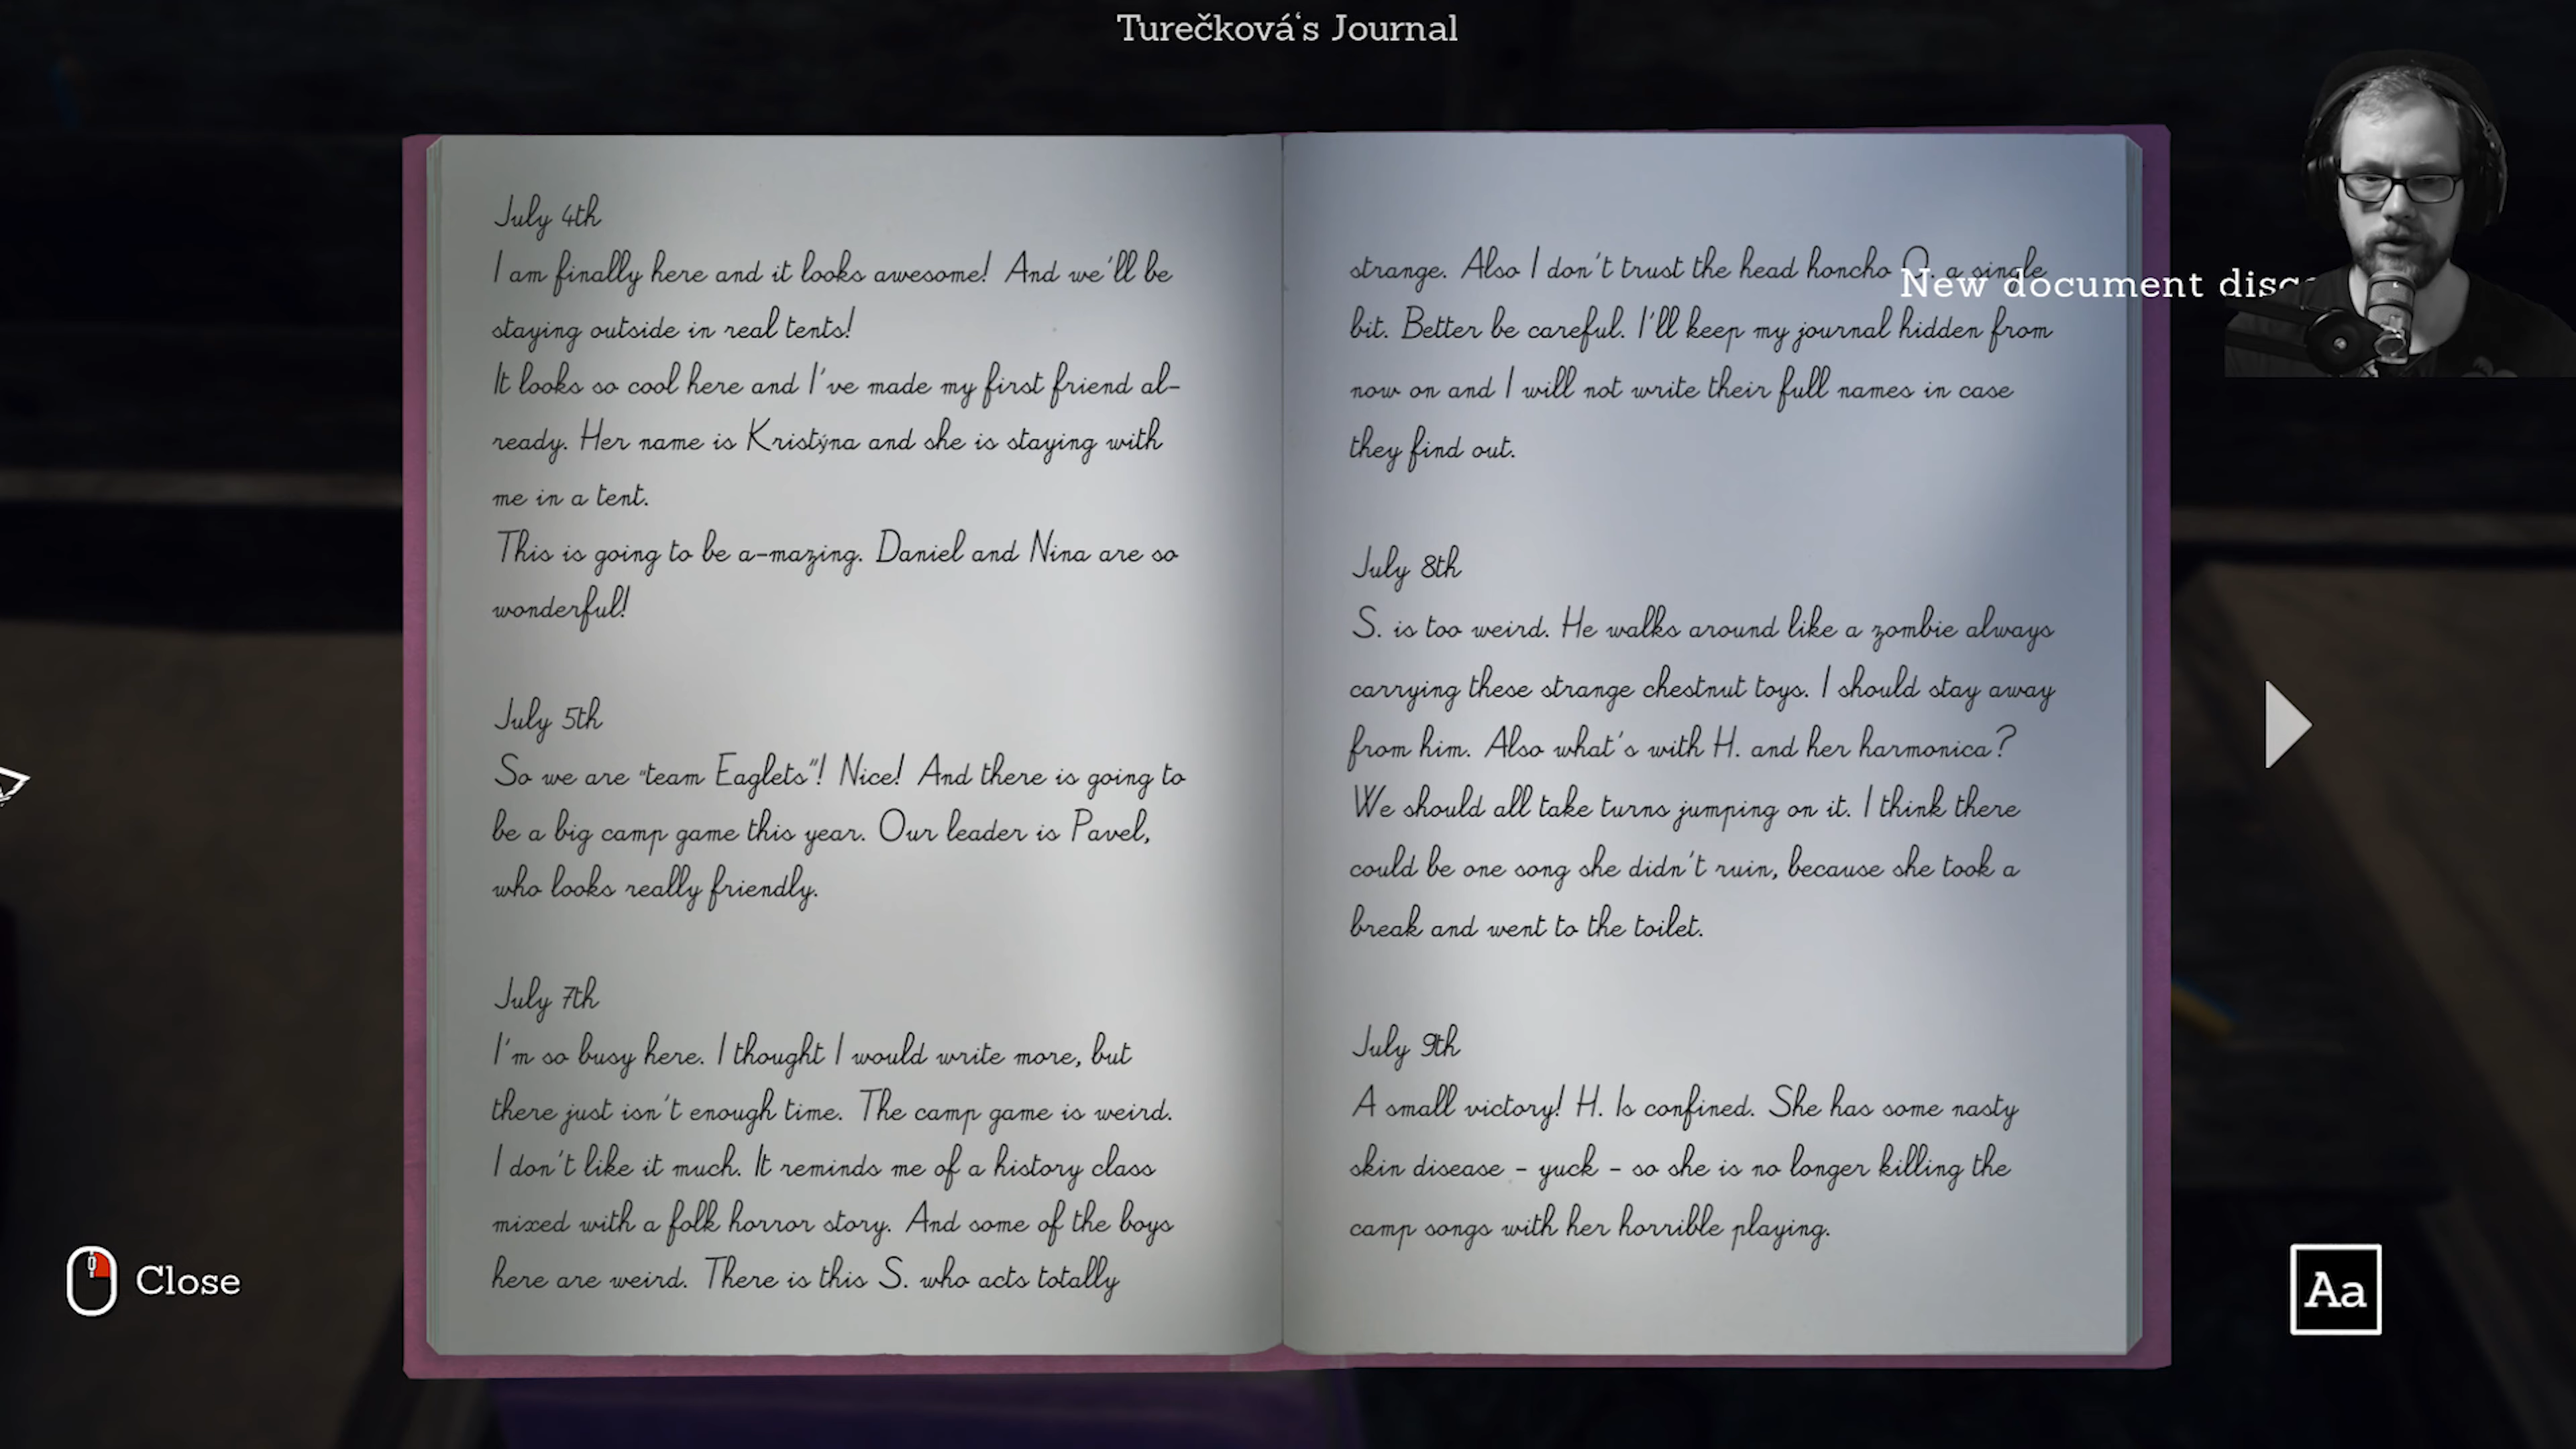 Turečková's Journal
July 4th
I am finally here and it looks awesome! And we'll be
staying outside in real tents!
It looks so cool here and I've made my first friend al-
ready. Her name is Kristýna and she is staying with
me in a tent.
This is going to be a-mazing. Daniel and Nina are so
wonderful!
July 5th
So we are "team Eaglets"! Nice! And there is going to
be a big camp game this year. Our leader is Pavel,
who looks really friendly.
July 7th
I'm so busy here. I thought I would write more, but
there just isn't enough time. The camp game is weird.
I don't like it much. It reminds me of a history class
mixed with a folk horror story. And some of the boys
here are weird. There is this S. who acts totally
strange. Also I don't trust the head honcho a single
bit. Better be careful. I'll keep my journal hidden from
now on and I will not write their full names in case
they find out.
July 8th
S. is too weird. He walks around like a zombie always
carrying these strange chestnut toys. I should stay away
from him. Also what's with H. and her harmonica?
We should all take turns jumping on it. I think there
could be one song she didn't ruin, because she took a
break and went to the toilet.
July 9th
A small victory! H. Is confined. She has some nasty
skin disease - yuck - so she is no longer killing the
camp songs with her horrible playing.
New document
Close
Aa